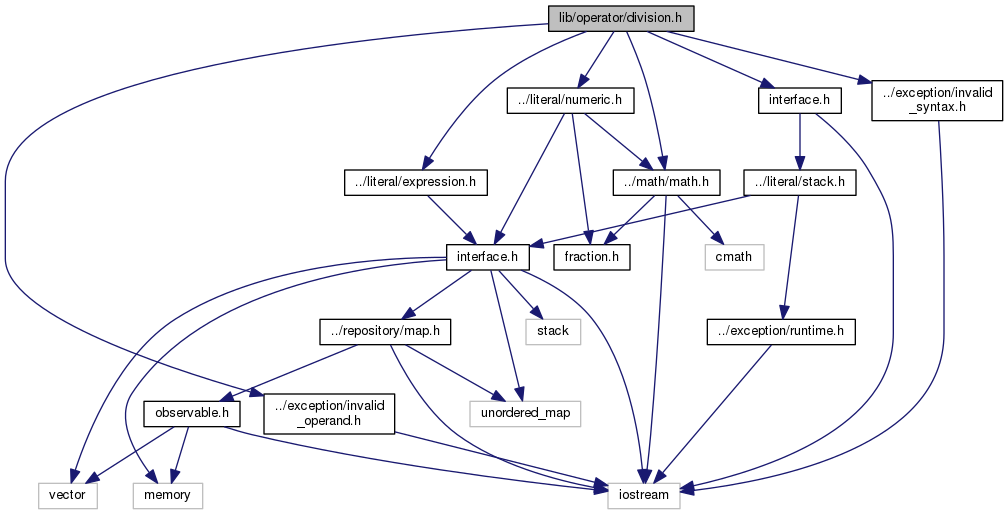 lib/operator/division.h
../literal/numeric.h
interface.h
../exception/invalid
_syntax.h
../literal/expression.h
../math/math.h
../literal/stack.h
interface.h
fraction.h
cmath
../repository/map.h
stack
../exception/runtime.h
observable.h
../exception/invalid
_operand.h
unordered_map
vector
memory
iostream